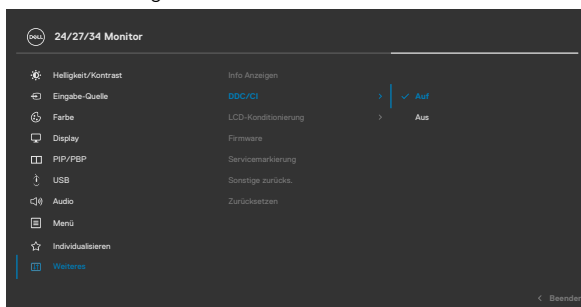 DELL 24/27/34 Monitor
Helligkeit/Kontrast
Eingabe-Quelle
Farbe
Display
PIP/PBP
USB
Audio
Menü
Individualisieren
Weiteres
Info Anzeigen
DDC/CI
LCD-Konditionierung
Firmware
Servicemarkierung
Sonstige zurücks.
Zurücksetzen
Auf
Aus
Beenden